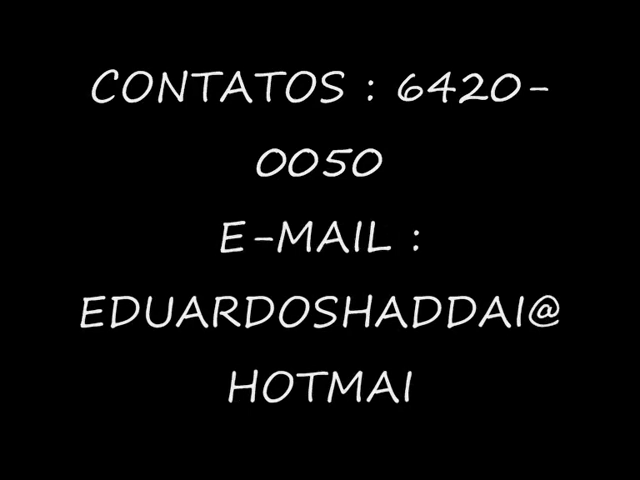 CONTATOS : 6420-
0050
E-MAIL :
EDUARDOSHADDAI@
HOTMAI